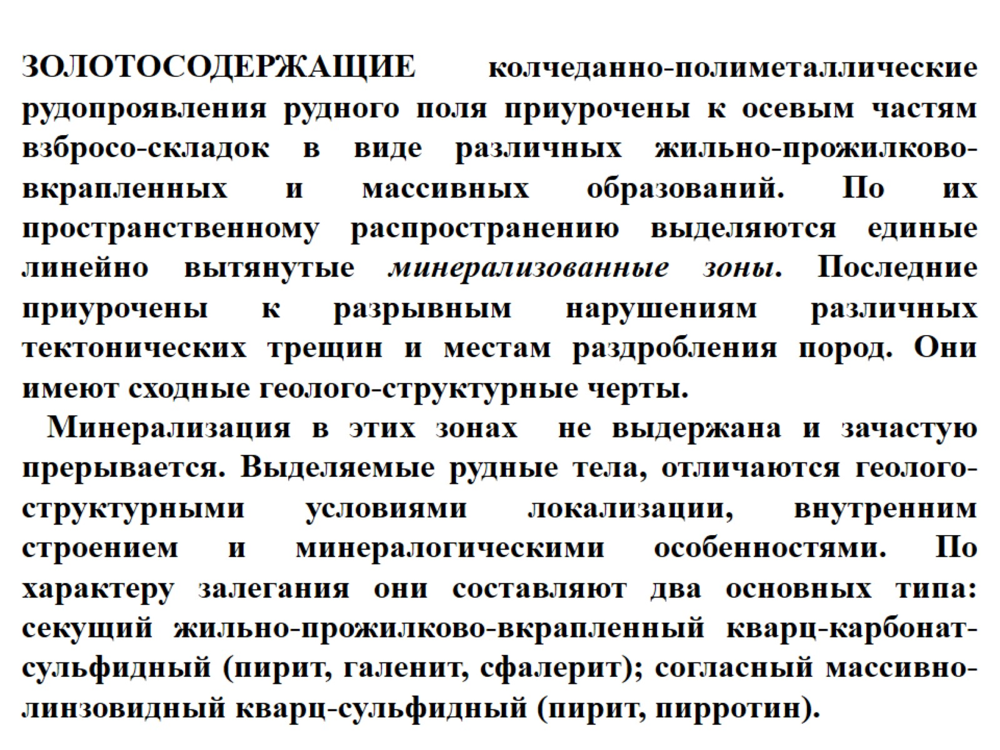 ЗОЛОТОСОДЕРЖАЩИЕ колчеданно-полиметаллические
рудопроявления рудного поля приурочены к осевым частям
взбросо-складок в виде различных жильно-прожилково-
вкрапленных и массивных образований. По их
пространственному распространению выделяются единые
линейно вытянутые минерализованные зоны. Последние
приурочены к разрывным нарушениям различных
тектонических трещин и местам раздробления пород. Они
имеют сходные геолого-структурные черты.
Минерализация в этих зонах не выдержана и зачастую
прерывается. Выделяемые рудные тела, отличаются геолого-
структурными условиями локализации, внутренним
строением и минералогическими особенностями. По
характеру залегания они составляют два основных типа:
секущий жильно-прожилково-вкрапленный кварц-карбонат-
сульфидный (пирит, галенит, сфалерит); согласный массивно-
линзовидный кварц-сульфидный (пирит, пирротин).